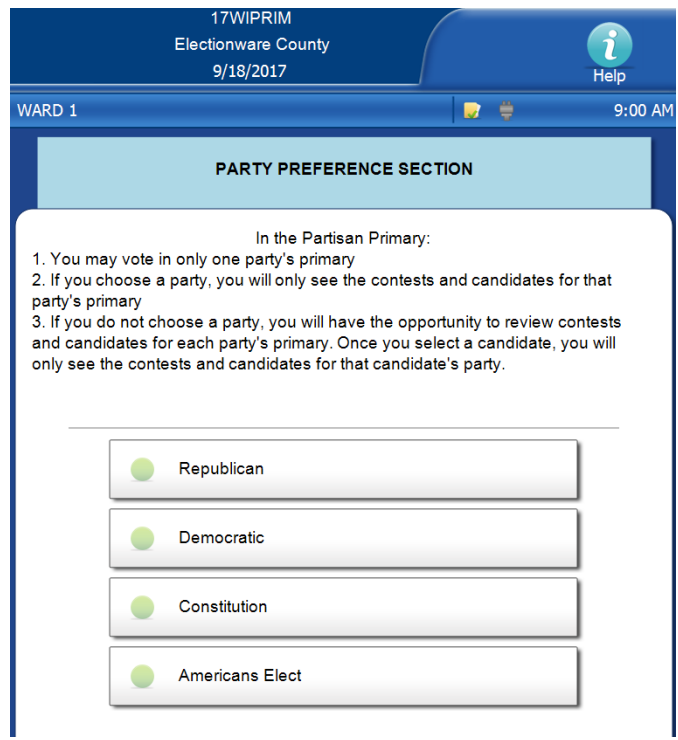 17WIPRIM
Electionware County
9/18/2017
Help
WARD 1
9:00 AM
PARTY PREFERENCE SECTION
In the Partisan Primary:
1. You may vote in only one party's primary
2. If you choose a party, you will only see the contests and candidates for that
party's primary
3. If you do not choose a party, you will have the opportunity to review contests
and candidates for each party's primary. Once you select a candidate, you will
only see the contests and candidates for that candidate's party.
Republican
Democratic
Constitution
Americans Elect